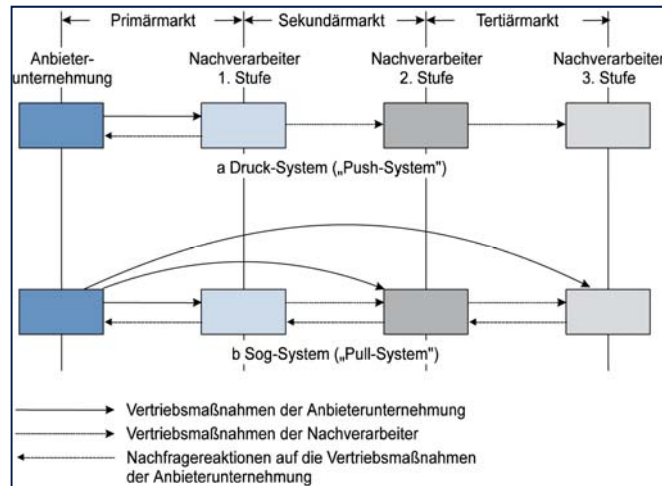 Primärmarkt
Sekundärmarkt
Tertiärmarkt
Anbieter-
unternehmung
Nachverarbeiter
1. Stufe
Nachverarbeiter
2. Stufe
Nachverarbeiter
3. Stufe
a Druck-System („Push-System")
b Sog-System („Pull-System")
Vertriebsmaßnahmen der Anbieterunternehmung
Vertriebsmaßnahmen der Nachverarbeiter
Nachfragereaktionen auf die Vertriebsmaßnahmen
der Anbieterunternehmung